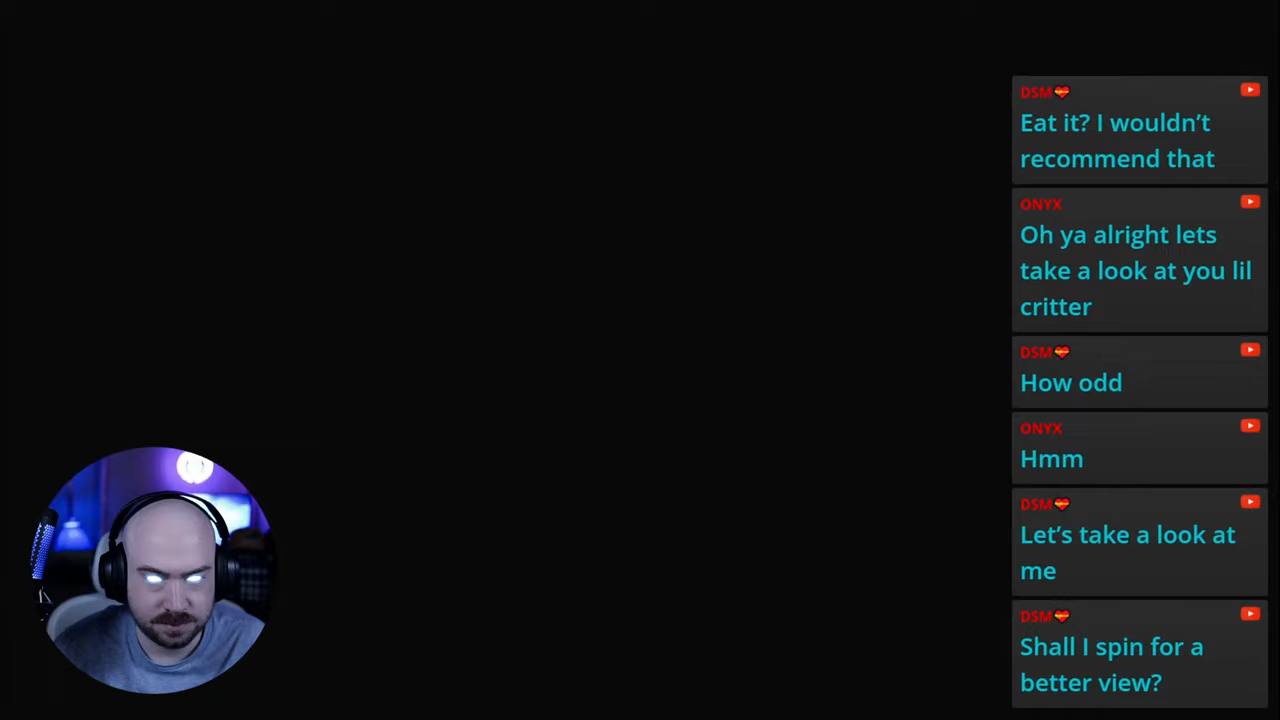 DSM
Eat it? I wouldn’t
recommend that
ONYX
Oh ya alright lets
take a look at you lil
critter
DSM
How odd
ONYX
Hmm
DSM
Let’s take a look at
me
DSM
Shall I spin for a
better view?